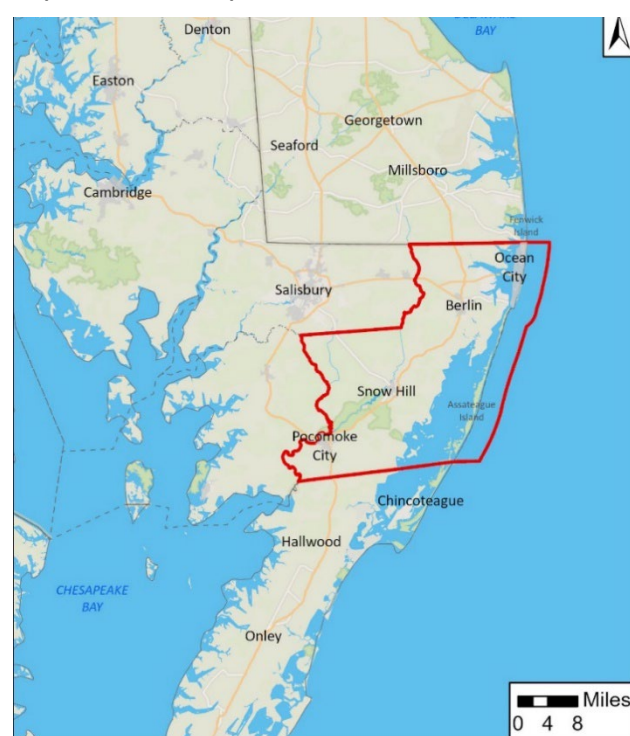 DELAWARE
BAY
Denton
Easton
Georgetown
Seaford
Millsboro
Cambridge
Fenwick
Island
Ocean
City
Salisbury
Berlin
Snow Hill
Assateague
Island
Pocomoke
City
Chincoteague
Hallwood
CHESAPEAKE
BAY
Onley
Miles
0 4 8